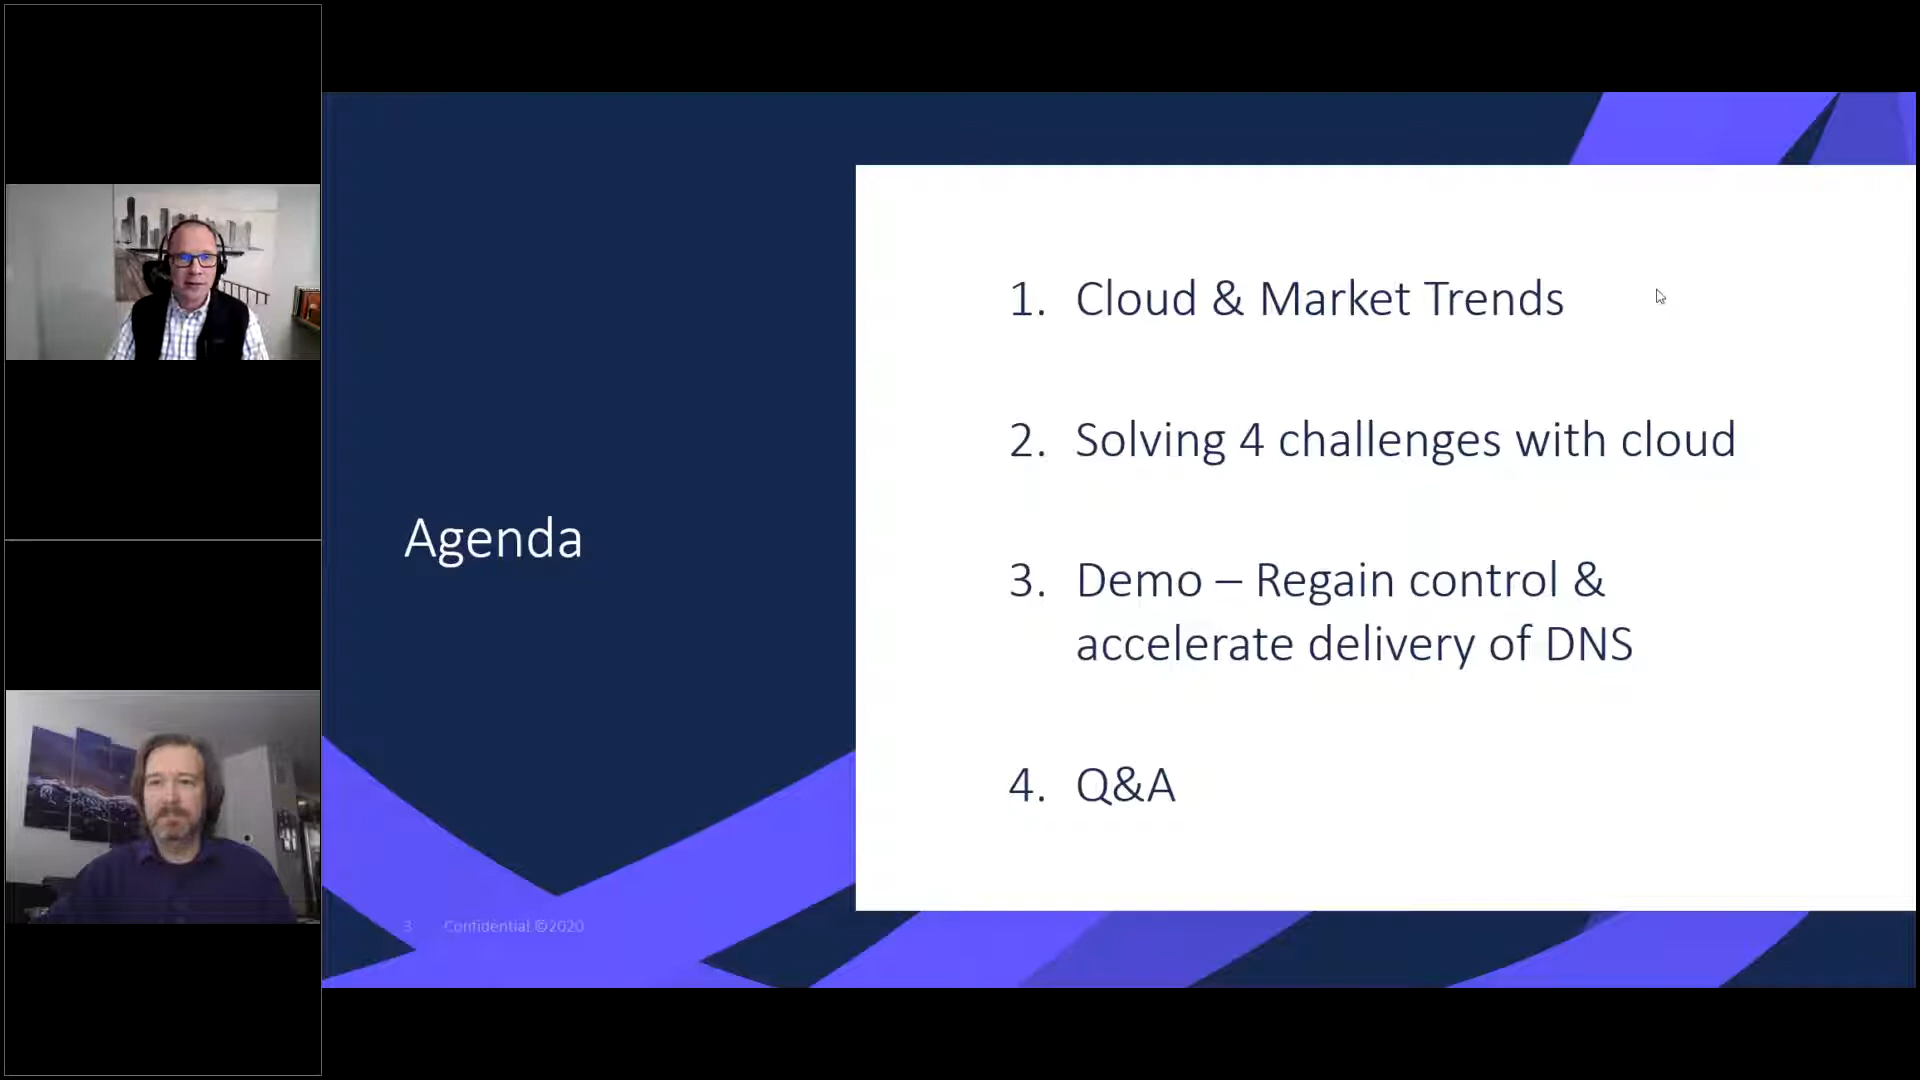 Agenda
1. Cloud & Market Trends
2. Solving 4 challenges with cloud
3. Demo – Regain control &
accelerate delivery of DNS
4. Q&A
3 Confidential ©2020